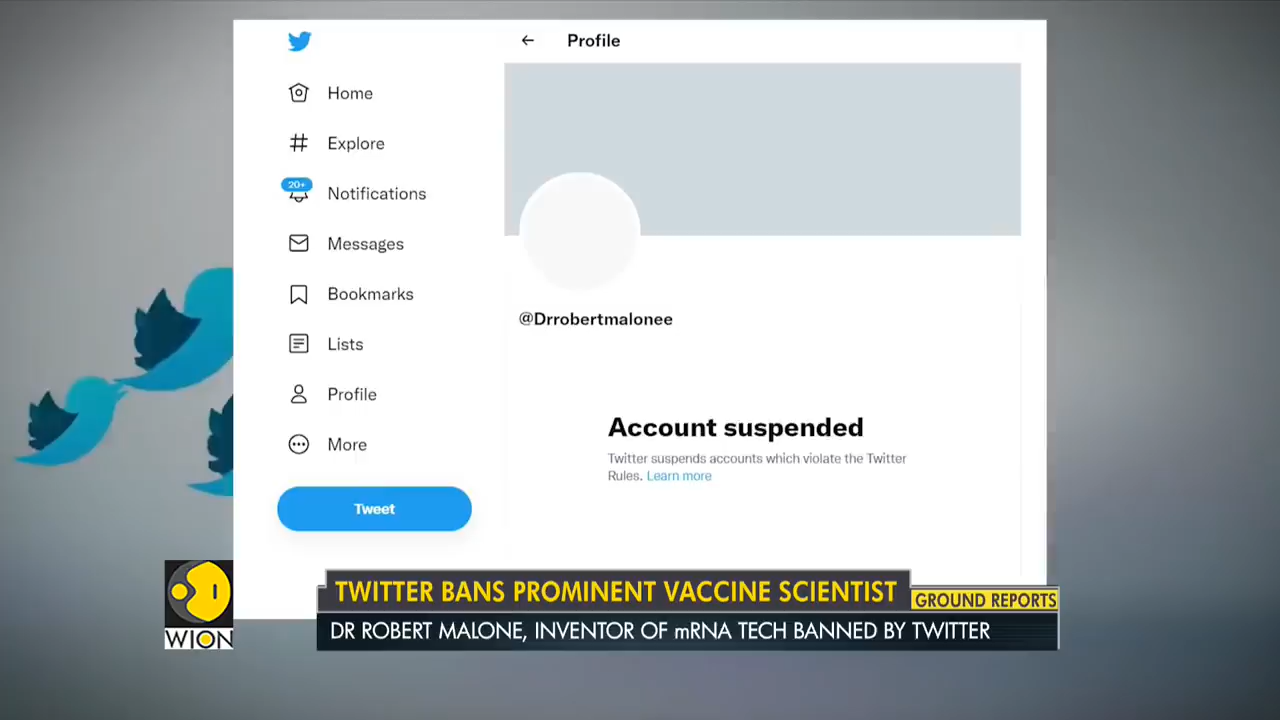 Profile
Home
Explore
20+
Notifications
Messages
Bookmarks
Lists
Profile
More
Tweet
@Drrobertmalonee
Account suspended
Twitter suspends accounts which violate the Twitter
Rules. Learn more
TWITTER BANS PROMINENT VACCINE SCIENTIST
GROUND REPORTS
DR ROBERT MALONE, INVENTOR OF mRNA TECH BANNED BY TWITTER
WION